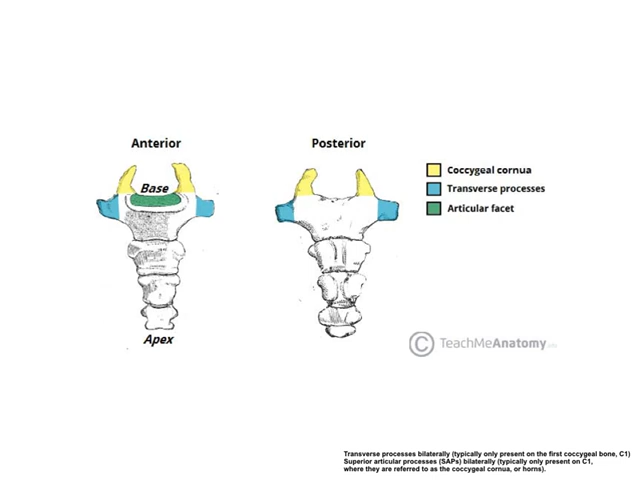 Anterior
Posterior
Base
Apex
Coccygeal cornua
Transverse processes
Articular facet
© TeachMeAnatomy
Transverse processes bilaterally (typically only present on the first coccygeal bone, C1)
Superior articular processes (SAPs) bilaterally (typically only present on C1,
where they are referred to as the coccygeal cornua, or horns).